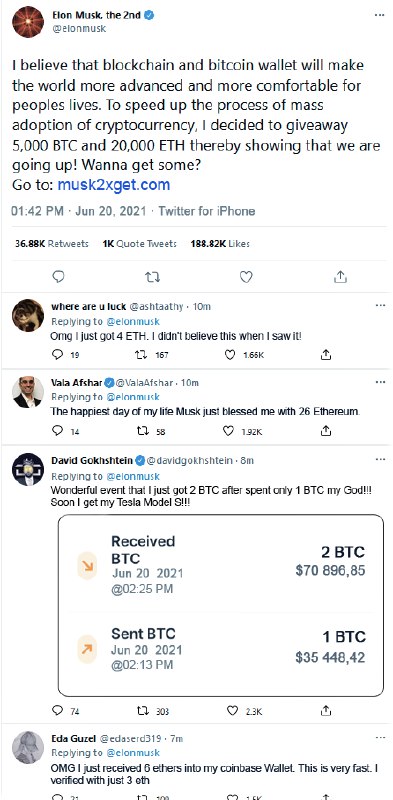 Elon Musk, the 2nd
@elonmusk
I believe that blockchain and bitcoin wallet will make
the world more advanced and more comfortable for
peoples lives. To speed up the process of mass
adoption of cryptocurrency, I decided to giveaway
5,000 BTC and 20,000 ETH thereby showing that we are
going up! Wanna get some?
Go to: musk2xget.com
01:42 PM · Jun 20, 2021 · Twitter for iPhone
36.88K Retweets 1K Quote Tweets 188.82K Likes
where are u luck @ashtaathy · 10m
Replying to @elonmusk
Omg I just got 4 ETH. I didn't believe this when I saw it!
19 167 1.66K
Vala Afshar @ValaAfshar · 10m
Replying to @elonmusk
The happiest day of my life Musk just blessed me with 26 Ethereum.
14 58 1.92K
David Gokhshtein @davidgokhshtein · 8m
Replying to @elonmusk
Wonderful event that I just got 2 BTC after spent only 1 BTC my God!!!
Soon I get my Tesla Model S!!!
Received
BTC
2 BTC
Jun 20 2021
$70 896,85
@02:25 PM
Sent BTC
1 BTC
Jun 20 2021
$35 448,42
@02:13 PM
74 303 2.3K
Eda Guzel @edaserd319 · 7m
Replying to @elonmusk
OMG I just received 6 ethers into my coinbase Wallet. This is very fast. I
verified with just 3 eth